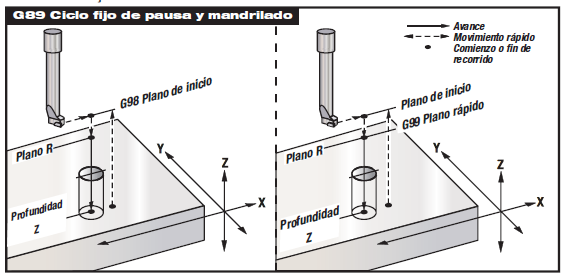 G89 Ciclo fijo de pausa y mandrilado
Avance
Movimiento rápido
Comienzo o fin de
recorrido
G98 Plano de inicio
Plano R
Y
Z
X
Profundidad
Z
Plano de inicio
G99 Plano rápido
Plano R
Y
Z
X
Profundidad
Z